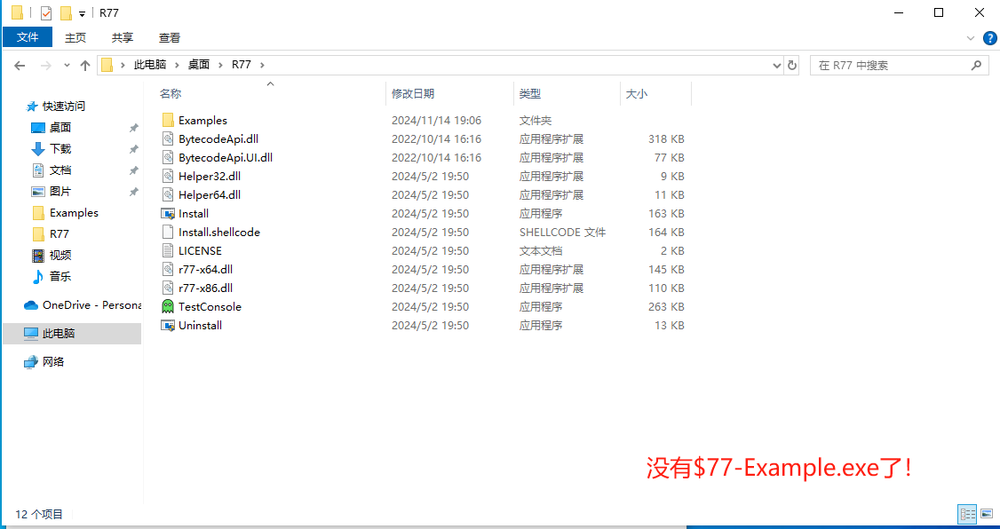 R77
文件 主页 共享 查看
此电脑 桌面 R77 在 R77 中搜索
名称 修改日期 类型 大小
快速访问
桌面
下载
文档
图片
Examples
R77
视频
音乐
OneDrive - Persona
此电脑
网络
Examples 2024/11/14 19:06 文件夹
BytecodeApi.dll 2022/10/14 16:16 应用程序扩展 318 KB
BytecodeApi.UI.dll 2022/10/14 16:16 应用程序扩展 77 KB
Helper32.dll 2024/5/2 19:50 应用程序扩展 9 KB
Helper64.dll 2024/5/2 19:50 应用程序扩展 11 KB
Install 2024/5/2 19:50 应用程序 163 KB
Install.shellcode 2024/5/2 19:50 SHELLCODE 文件 164 KB
LICENSE 2024/5/2 19:50 文本文档 2 KB
r77-x64.dll 2024/5/2 19:50 应用程序扩展 145 KB
r77-x86.dll 2024/5/2 19:50 应用程序扩展 110 KB
TestConsole 2024/5/2 19:50 应用程序 263 KB
Uninstall 2024/5/2 19:50 应用程序 13 KB
没有$77-Example.exe了!
12 个项目